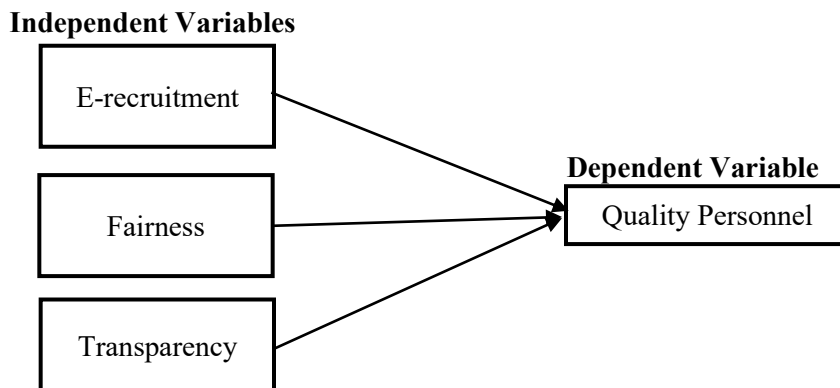 Independent Variables
E-recruitment
Dependent Variable
Quality Personnel
Fairness
Transparency